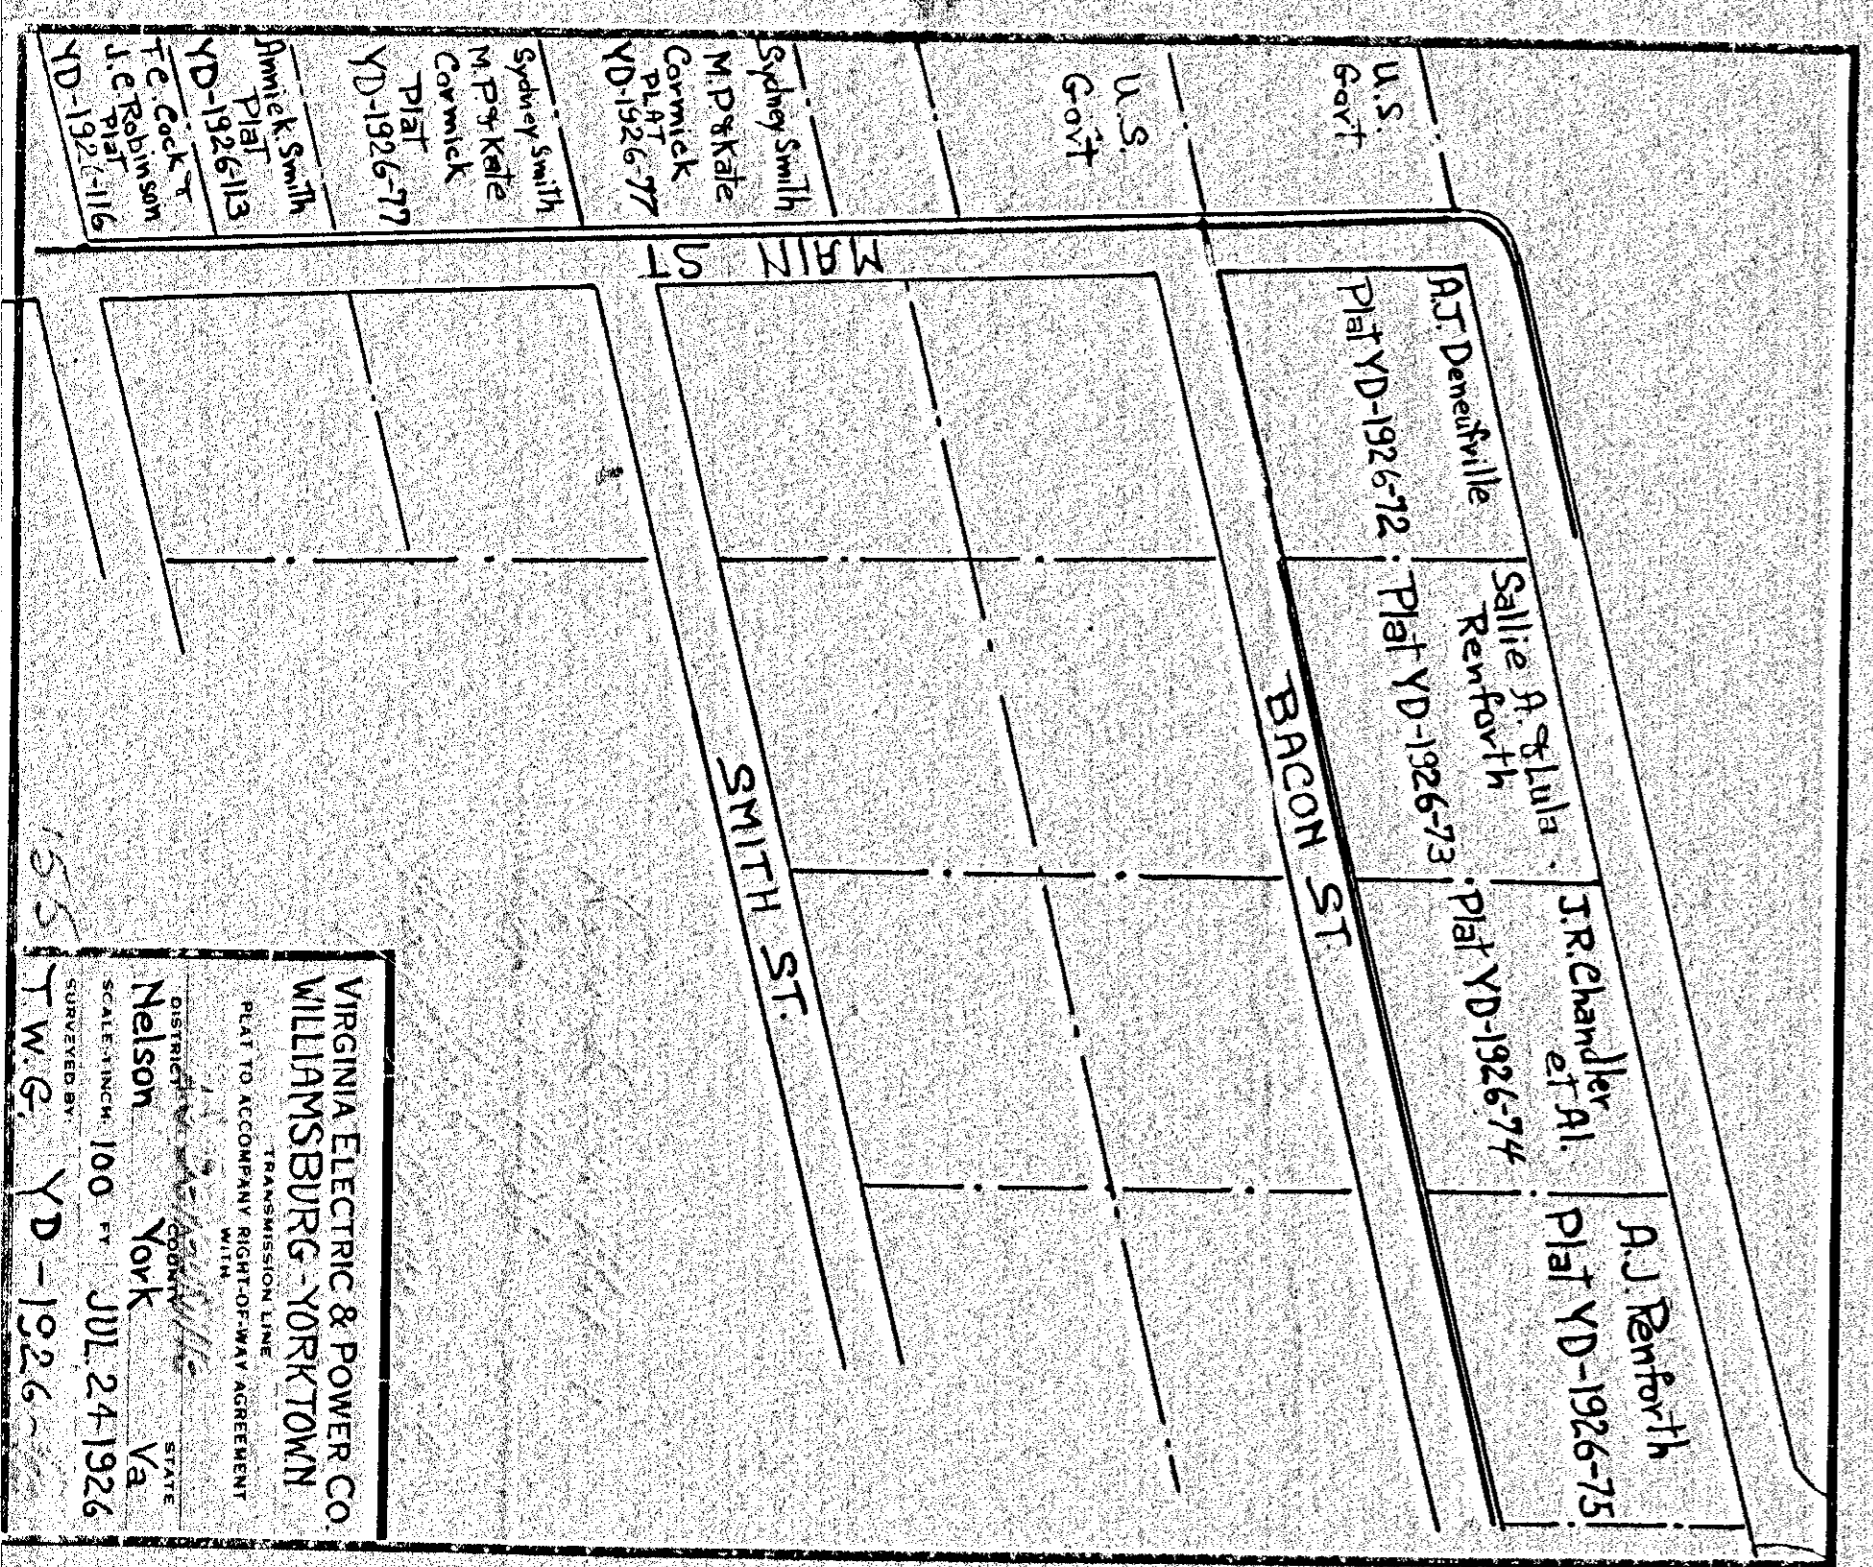 U.S.
Gov't
U.S.
Gov't
Sydney Smith
M.P. & Kate
Cormick
PLAT
YD-1926-77
Sydney Smith
M.P. & Kate
Cormick
Plat
YD-1926-77
Annie K Smith
Plat
YD-1926-113
T.C. Cock &
J.E Robinson
Plat
YD-1926-116
MAIN ST
A.J. Deneufville
Plat YD-1926-72
Sallie A. & Lula
Renforth
Plat YD-1926-73
J.R. Chandler
et Al.
Plat YD-1926-74
A.J. Renforth
Plat YD-1926-75
BACON ST
SMITH ST.
VIRGINIA ELECTRIC & POWER CO.
WILLIAMSBURG - YORKTOWN
TRANSMISSION LINE
PLAT TO ACCOMPANY RIGHT-OF-WAY AGREEMENT
WITH
DISTRICT COUNTY STATE
Nelson York Va
SCALE-1 INCH: 100 FT JUL. 24 1926
SURVEYED BY:
T.W.G. YD-1926-